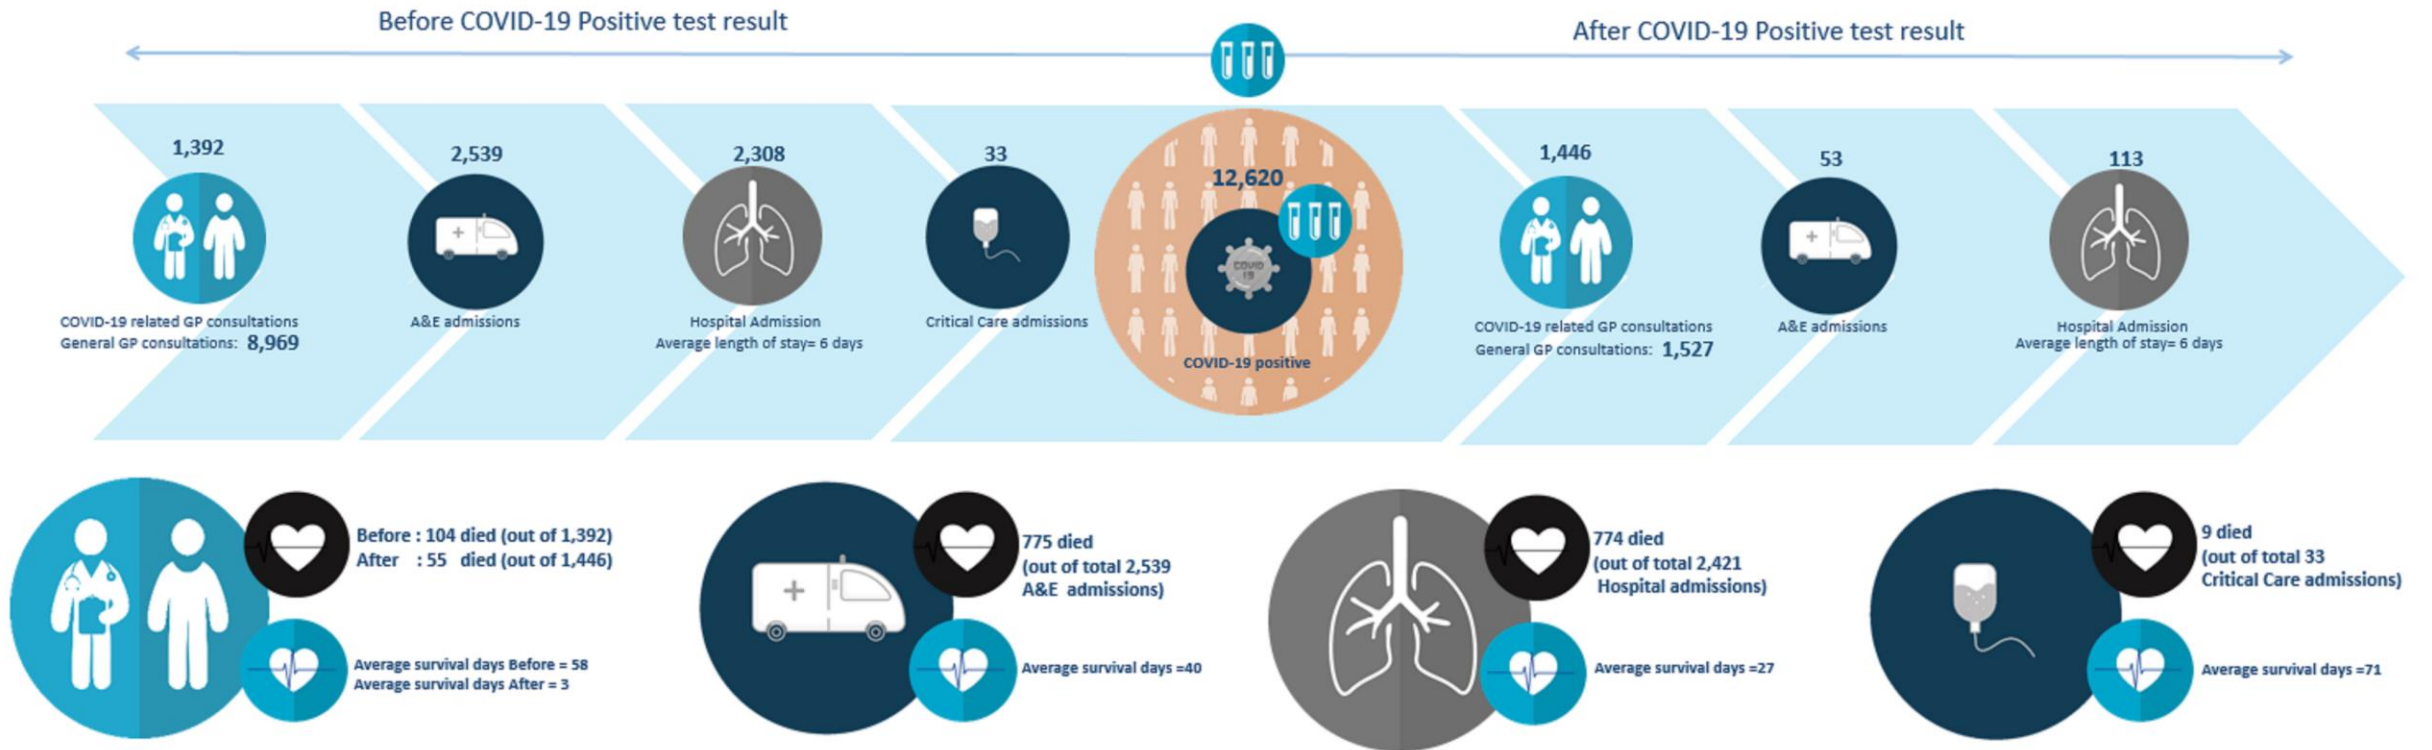 Before COVID-19 Positive test result
After COVID-19 Positive test result
1,392
COVID-19 related GP consultations
General GP consultations: 8,969
2,539
A&E admissions
2,308
Hospital Admission
Average length of stay= 6 days
33
Critical Care admissions
12,620
COVID
19
COVID-19 positive
1,446
COVID-19 related GP consultations
General GP consultations: 1,527
53
A&E admissions
113
Hospital Admission
Average length of stay= 6 days
Before : 104 died (out of 1,392)
After : 55 died (out of 1,446)
Average survival days Before = 58
Average survival days After = 3
775 died
(out of total 2,539
A&E admissions)
Average survival days =40
774 died
(out of total 2,421
Hospital admissions)
Average survival days =27
9 died
(out of total 33
Critical Care admissions)
Average survival days =71